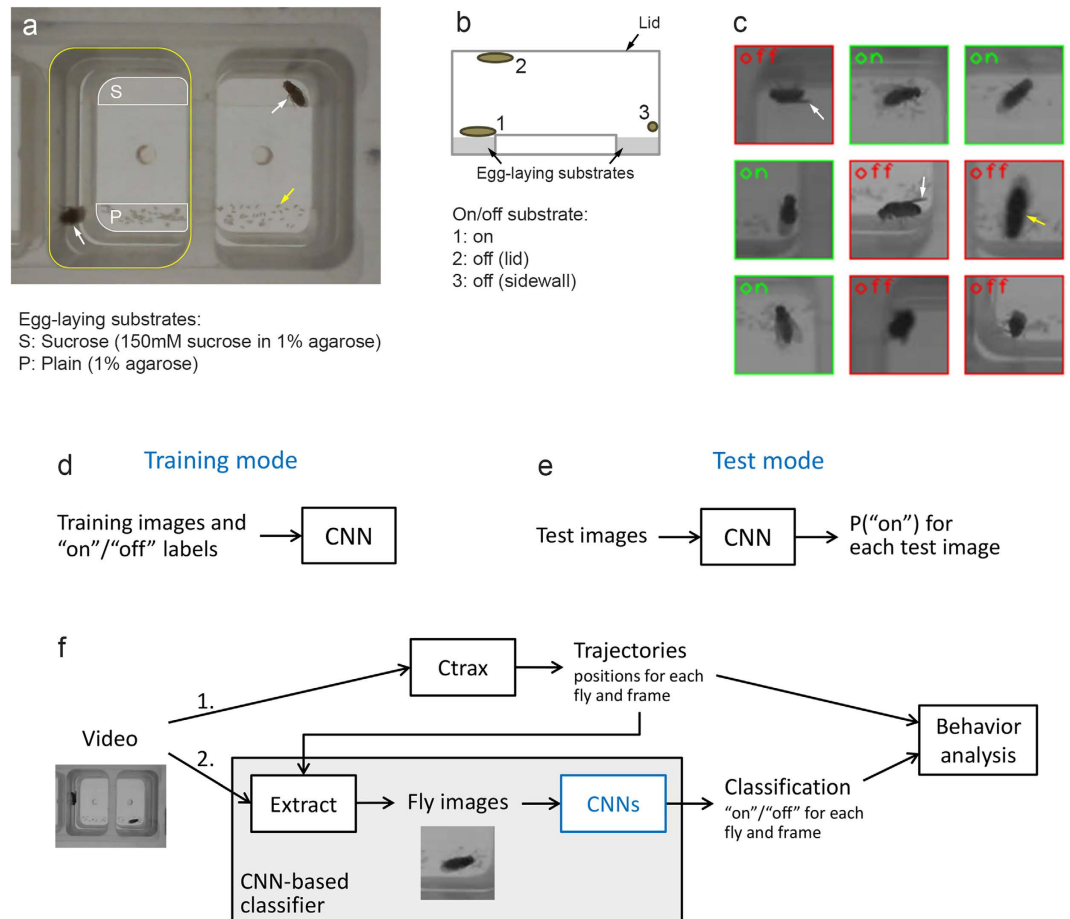 a
S
P
Egg-laying substrates:
S: Sucrose (150mM sucrose in 1% agarose)
P: Plain (1% agarose)
b
Lid
2
1
3
Egg-laying substrates
On/off substrate:
1: on
2: off (lid)
3: off (sidewall)
c
off
on
on
on
off
off
on
off
off
d
Training mode
Training images and
“on”/“off” labels
CNN
e
Test mode
Test images
CNN
P(“on”) for
each test image
f
Video
1.
2.
Ctrax
Trajectories
positions for each
fly and frame
Extract
Fly images
CNNs
CNN-based
classifier
Classification
“on”/“off” for each
fly and frame
Behavior
analysis